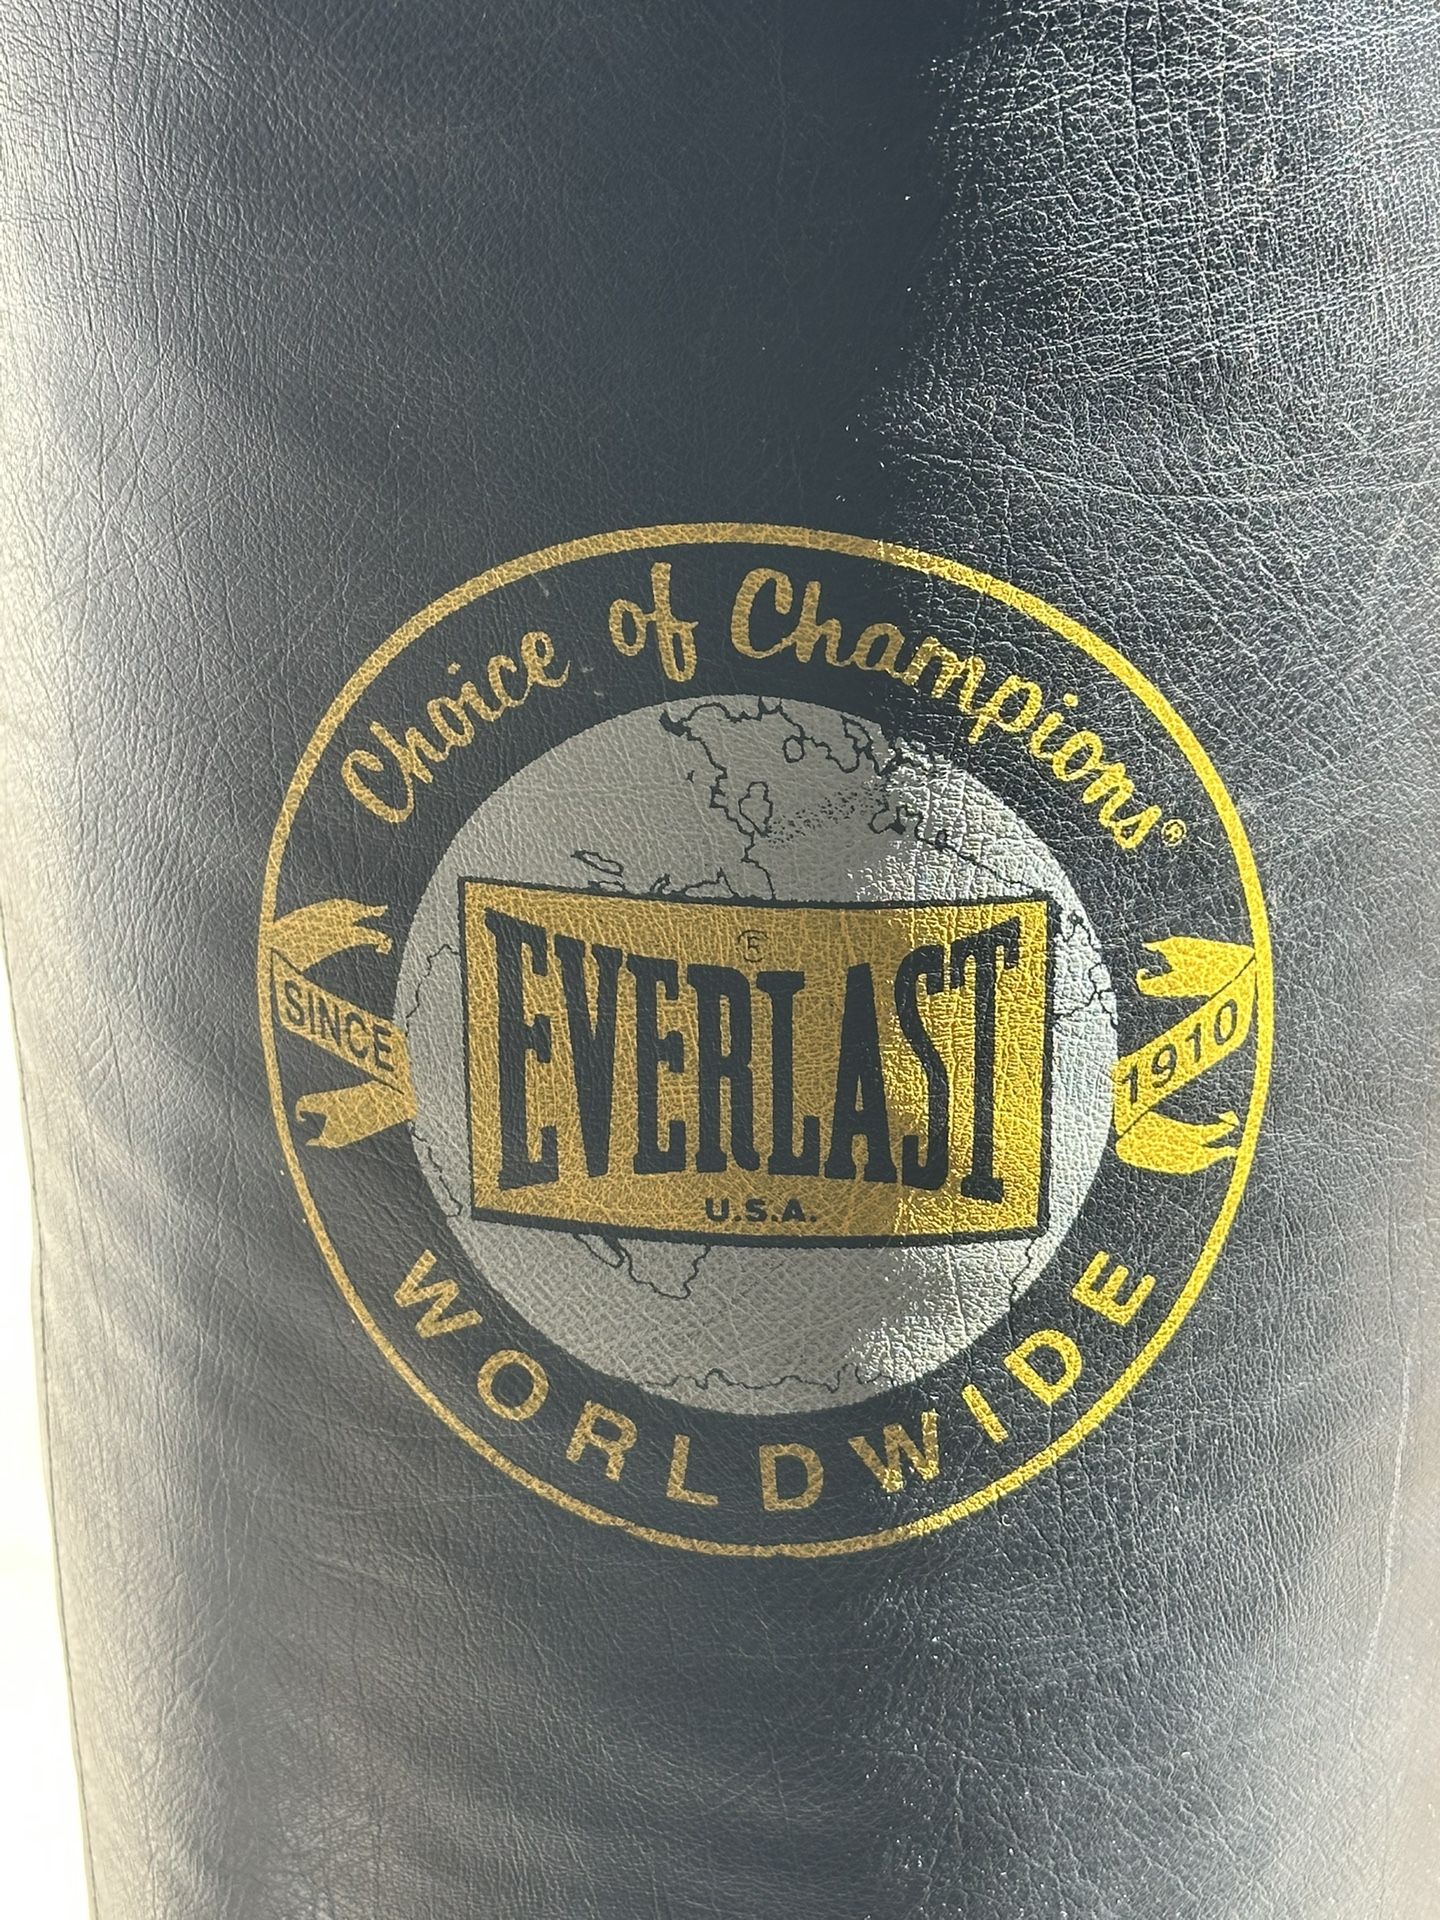 Choice of Champions®
SINCE
EVERLAST
U.S.A.
1910
WORLDWIDE